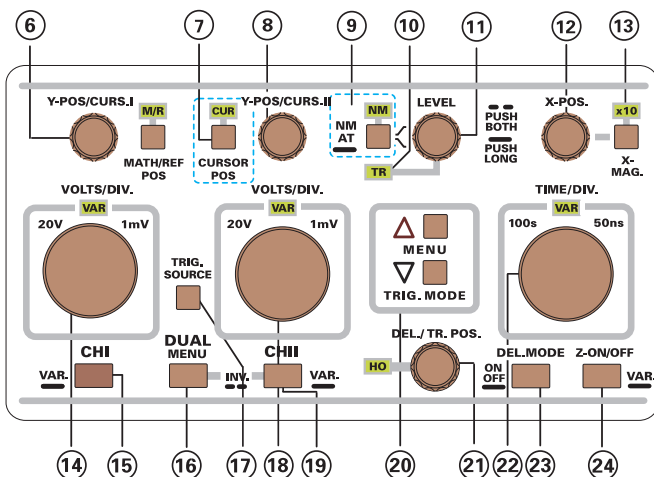 6 7 8 9 10 11 12 13
Y-POS/CURS.I
M/R
MATH/REF
POS
CUR
CURSOR
POS
Y-POS/CURS.II
NM
AT
NM
TR
LEVEL
PUSH
BOTH
PUSH
LONG
X-POS.
x10
X-
MAG.
VOLTS/DIV.
VAR
20V 1mV
TRIG.
SOURCE
VOLTS/DIV.
VAR
20V 1mV
MENU
TRIG. MODE
TIME/DIV.
VAR
100s 50ns
CHI
VAR.
DUAL
MENU
INV.
CHII
VAR.
DEL./ TR. POS.
HO
ON
OFF
DEL.MODE
Z-ON/OFF
VAR.
14 15 16 17 18 19 20 21 22 23 24